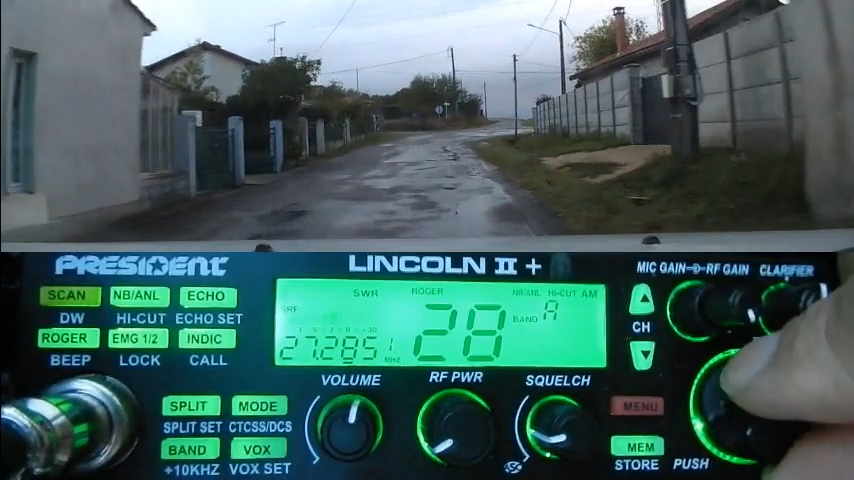 PRESIDENT LINCOLN II + MIC GAIN RF GAIN CLARIFIER
SCAN NB/ANL ECHO
DW HI-CUT ECHO SET
ROGER EMG 1/2 INDIC
BEEP LOCK CALL
SPLIT MODE
SPLIT SET CTCSS/DCS
BAND VOX
+10KHZ VOX SET
SWR ROGER NB/ANL HI-CUT AM
28 BAND A
27.285 MHZ
VOLUME RF PWR SQUELCH
CH
MENU
MEM
STORE PUSH